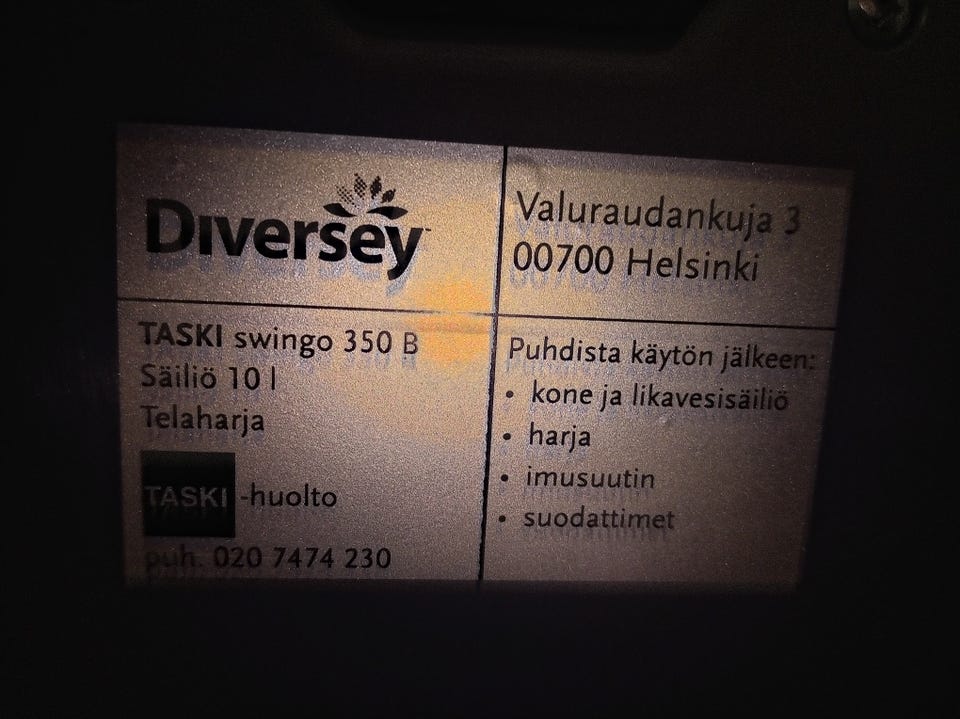 Diversey™
Valuraudankuja 3
00700 Helsinki
TASKI swingo 350 B
Säiliö 10 l
Telaharja
TASKI -huolto
puh. 020 7474 230
Puhdista käytön jälkeen:
• kone ja likavesisäiliö
• harja
• imusuutin
• suodattimet